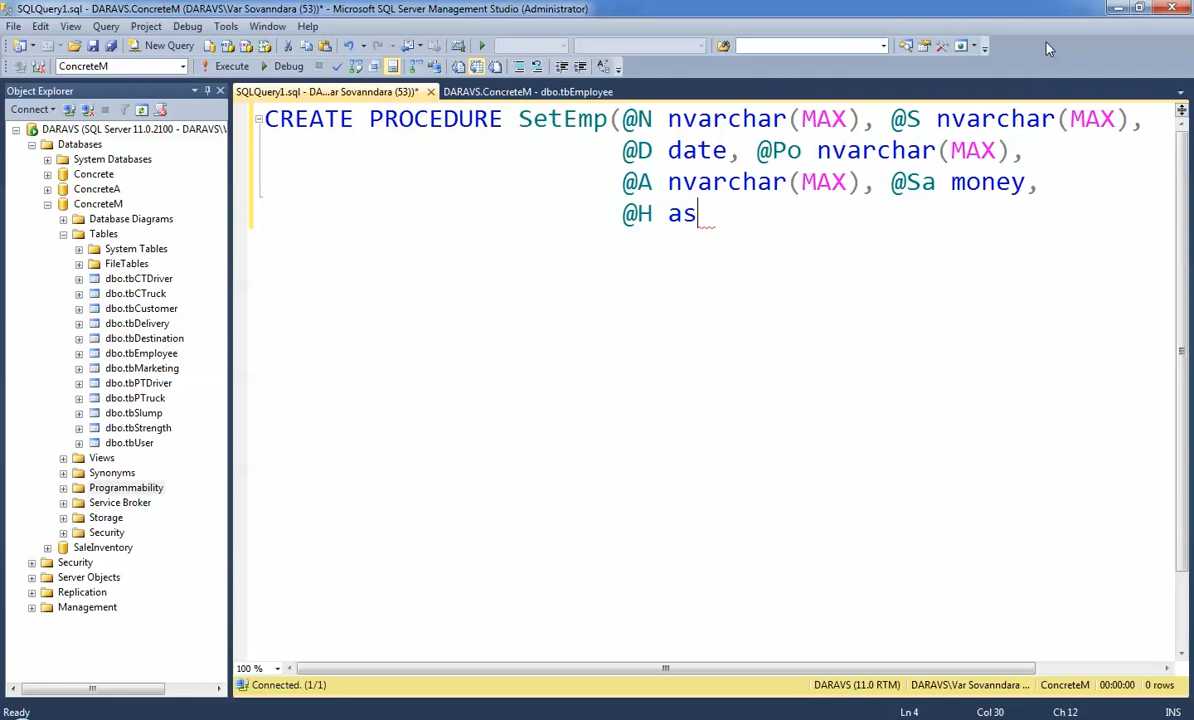 SQLQuery1.sql - DARAVS.ConcreteM (DARAVS\Var Sovanndara (53))* - Microsoft SQL Server Management Studio (Administrator)
File Edit View Query Project Debug Tools Window Help
New Query
ConcreteM Execute Debug
Object Explorer
Connect
DARAVS (SQL Server 11.0.2100 - DARAVS\V
Databases
System Databases
Concrete
ConcreteA
ConcreteM
Database Diagrams
Tables
System Tables
FileTables
dbo.tbCTDriver
dbo.tbCTruck
dbo.tbCustomer
dbo.tbDelivery
dbo.tbDestination
dbo.tbEmployee
dbo.tbMarketing
dbo.tbPTDriver
dbo.tbPTruck
dbo.tbSlump
dbo.tbStrength
dbo.tbUser
Views
Synonyms
Programmability
Service Broker
Storage
Security
SaleInventory
Security
Server Objects
Replication
Management
SQLQuery1.sql - DA...ar Sovanndara (53))* DARAVS.ConcreteM - dbo.tbEmployee
CREATE PROCEDURE SetEmp(@N nvarchar(MAX), @S nvarchar(MAX),
@D date, @Po nvarchar(MAX),
@A nvarchar(MAX), @Sa money,
@H as
100 %
Connected. (1/1) DARAVS (11.0 RTM) DARAVS\Var Sovanndara ... ConcreteM 00:00:00 0 rows
Ready Ln 4 Col 30 Ch 12 INS